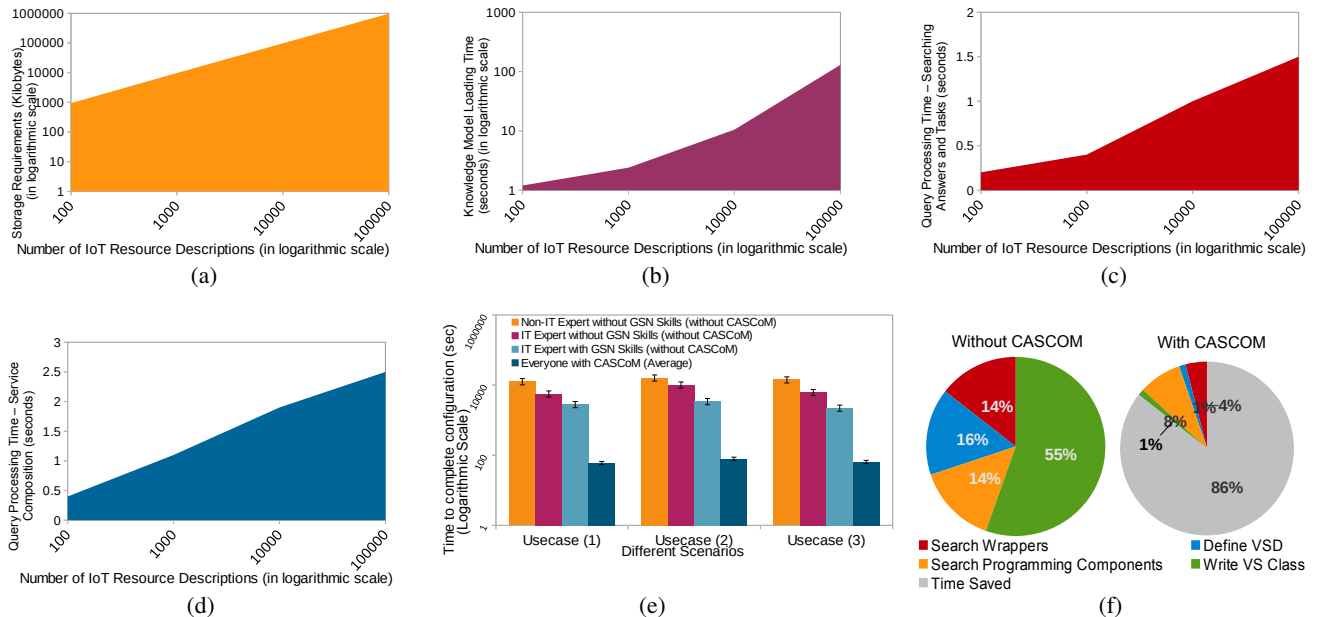 Storage Requirements (Kilobytes)
(in logarithmic scale)
1000000
100000
10000
1000
100
10
1
100
1000
10000
100000
Number of IoT Resource Descriptions (in logarithmic scale)
(a)
Knowledge Model Loading Time
(seconds) (in logarithmic scale)
1000
100
10
1
100
1000
10000
100000
Number of IoT Resource Descriptions (in logarithmic scale)
(b)
Query Processing Time – Searching
Answers and Tasks (seconds)
2
1.5
1
0.5
0
100
1000
10000
100000
Number of IoT Resource Descriptions (in logarithmic scale)
(c)
Query Processing Time – Service
Composition (seconds)
3
2.5
2
1.5
1
0.5
0
100
1000
10000
100000
Number of IoT Resource Descriptions (in logarithmic scale)
(d)
Time to complete configuration (sec)
(Logarithmic Scale)
1000000
10000
100
1
Non-IT Expert without GSN Skills (without CASCoM)
IT Expert without GSN Skills (without CASCoM)
IT Expert with GSN Skills (without CASCoM)
Everyone with CASCoM (Average)
Usecase (1)
Usecase (2)
Usecase (3)
Different Scenarios
(e)
Without CASCOM
14%
16%
14%
55%
With CASCOM
1%
8%
1%
4%
86%
Search Wrappers
Define VSD
Search Programming Components
Write VS Class
Time Saved
(f)